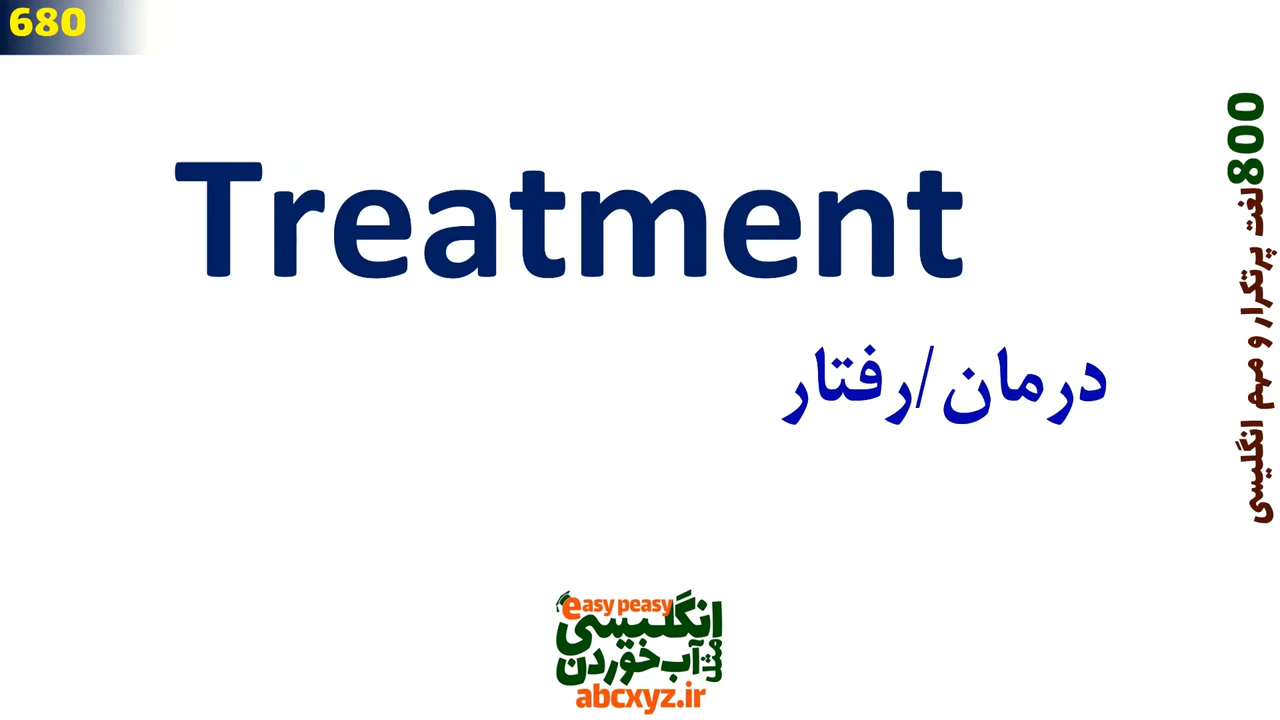 680
Treatment
درمان/رفتار
800 لغت پرتکرار و مهم انگلیسی
easy peasy
انگلیسی
مثل آب خوردن
abcxyz.ir